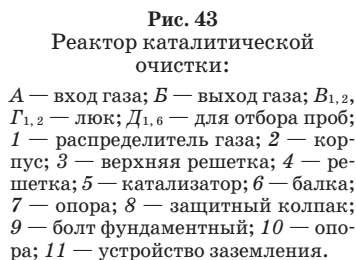 Рис. 43
Реактор каталитической
очистки:
А — вход газа; Б — выход газа; В1, 2,
Г1, 2 — люк; Д1, 6 — для отбора проб;
1 — распределитель газа; 2 — кор-
пус; 3 — верхняя решетка; 4 — ре-
шетка; 5 — катализатор; 6 — балка;
7 — опора; 8 — защитный колпак;
9 — болт фундаментный; 10 — опо-
ра; 11 — устройство заземления.